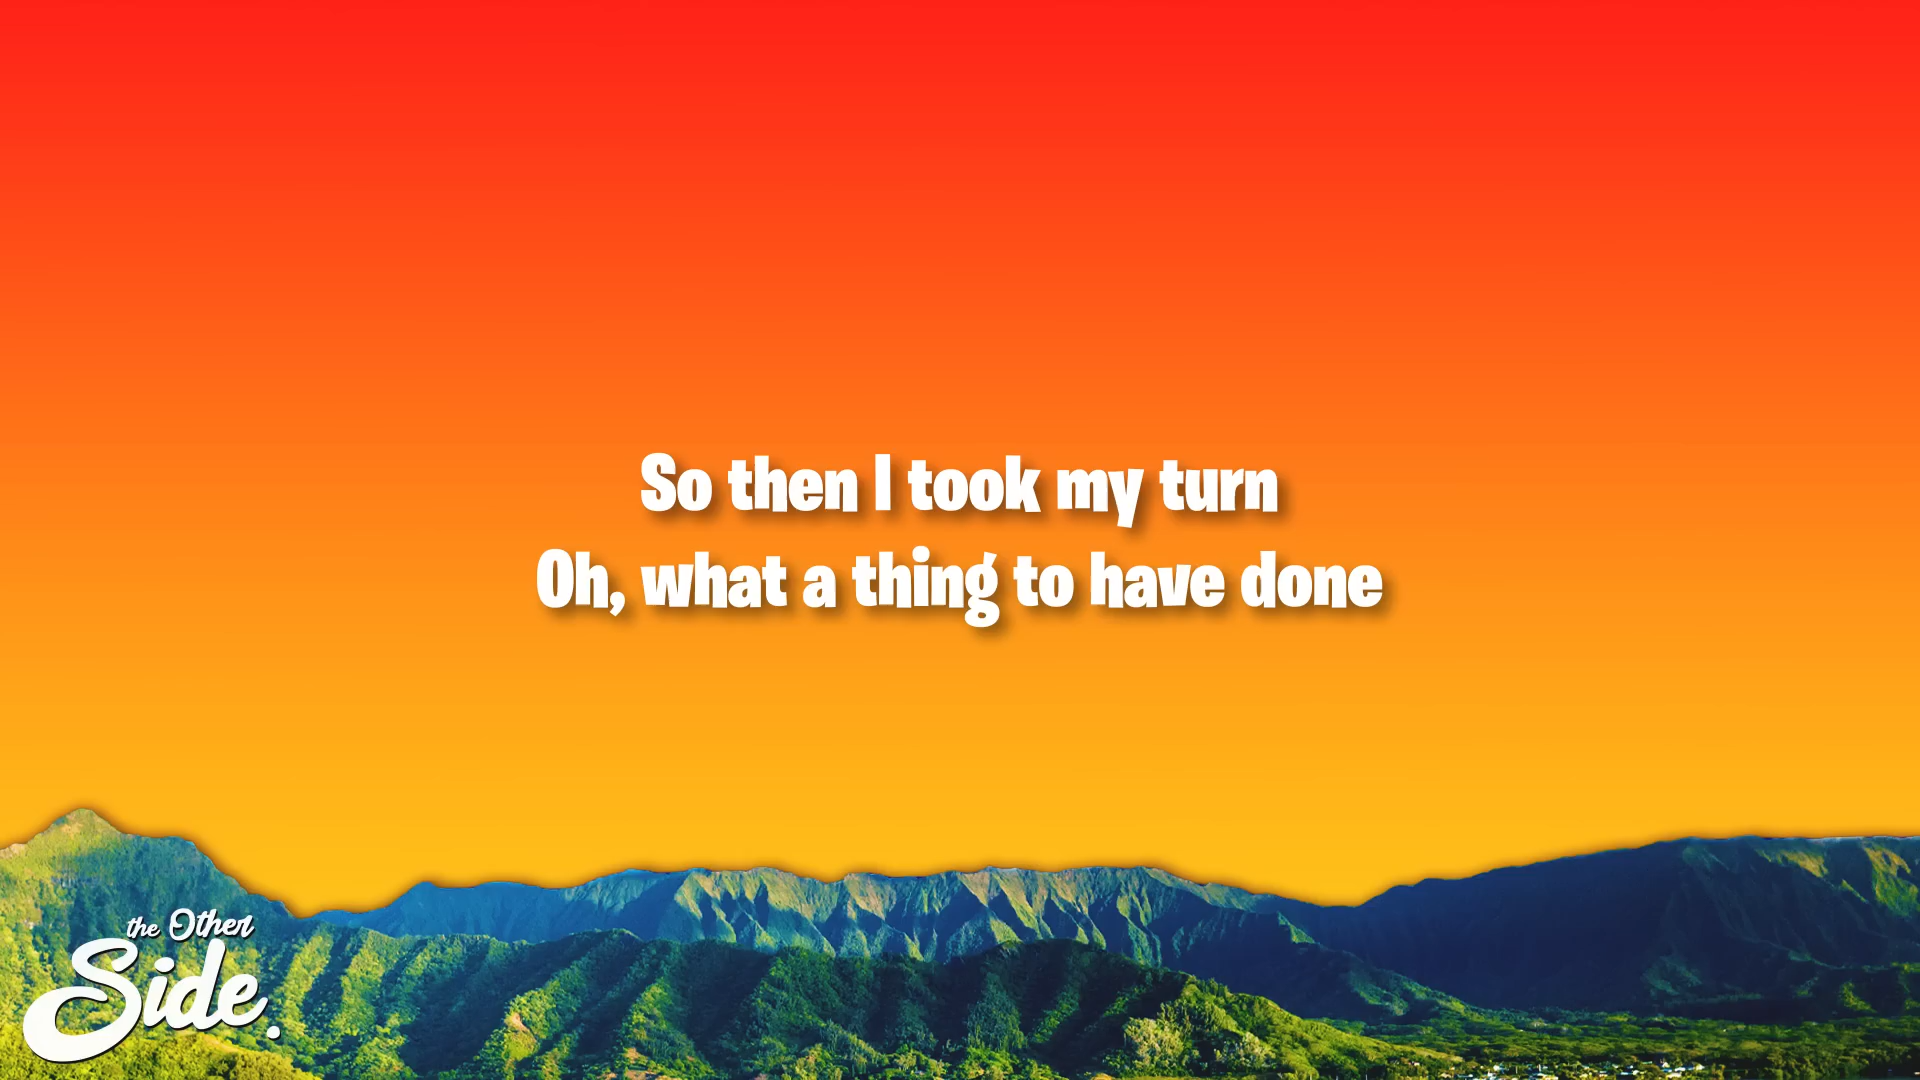 So then I took my turn
Oh, what a thing to have done
the Other
Side.